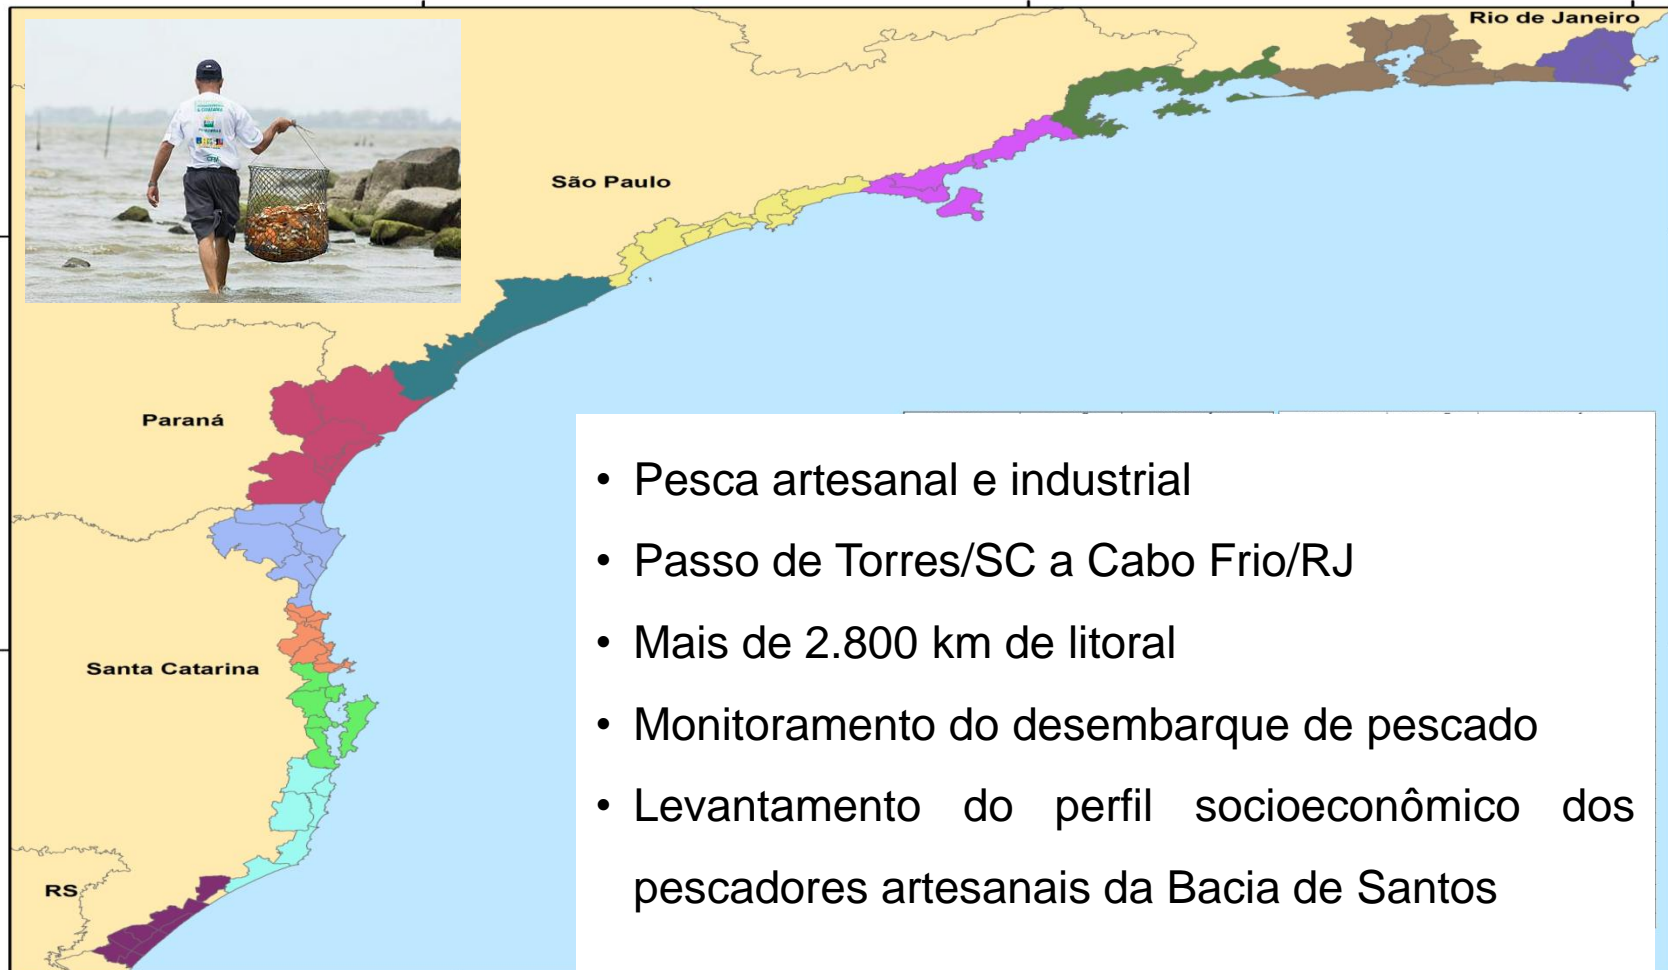 Rio de Janeiro
São Paulo
Paraná
Santa Catarina
RS
• Pesca artesanal e industrial
• Passo de Torres/SC a Cabo Frio/RJ
• Mais de 2.800 km de litoral
• Monitoramento do desembarque de pescado
• Levantamento do perfil socioeconômico dos
pescadores artesanais da Bacia de Santos